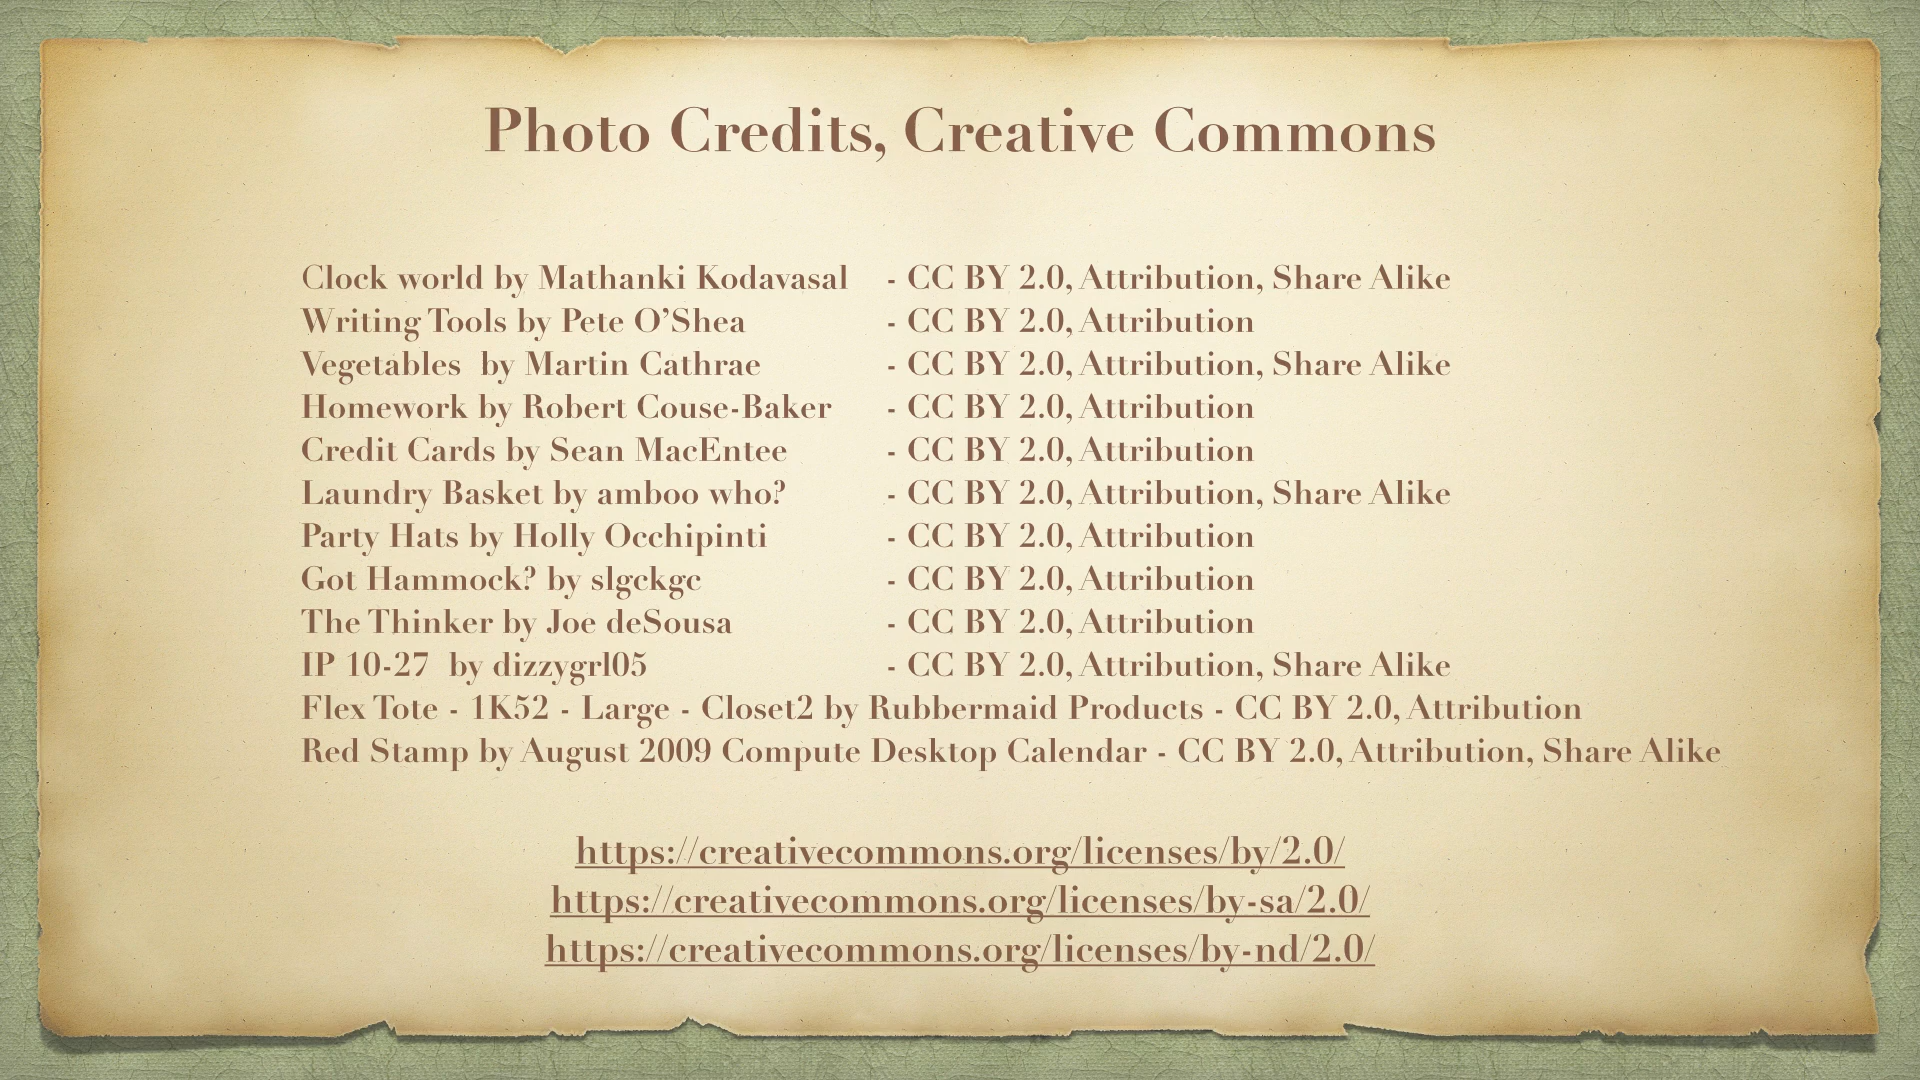 Photo Credits, Creative Commons
Clock world by Mathanki Kodavasal - CC BY 2.0, Attribution, Share Alike
Writing Tools by Pete O’Shea - CC BY 2.0, Attribution
Vegetables  by Martin Cathrae - CC BY 2.0, Attribution, Share Alike
Homework by Robert Couse-Baker - CC BY 2.0, Attribution
Credit Cards by Sean MacEntee - CC BY 2.0, Attribution
Laundry Basket by amboo who? - CC BY 2.0, Attribution, Share Alike
Party Hats by Holly Occhipinti - CC BY 2.0, Attribution
Got Hammock? by slgckgc - CC BY 2.0, Attribution
The Thinker by Joe deSousa - CC BY 2.0, Attribution
IP 10-27  by dizzygrl05 - CC BY 2.0, Attribution, Share Alike
Flex Tote - 1K52 - Large - Closet2 by Rubbermaid Products - CC BY 2.0, Attribution
Red Stamp by August 2009 Compute Desktop Calendar - CC BY 2.0, Attribution, Share Alike
https://creativecommons.org/licenses/by/2.0/
https://creativecommons.org/licenses/by-sa/2.0/
https://creativecommons.org/licenses/by-nd/2.0/